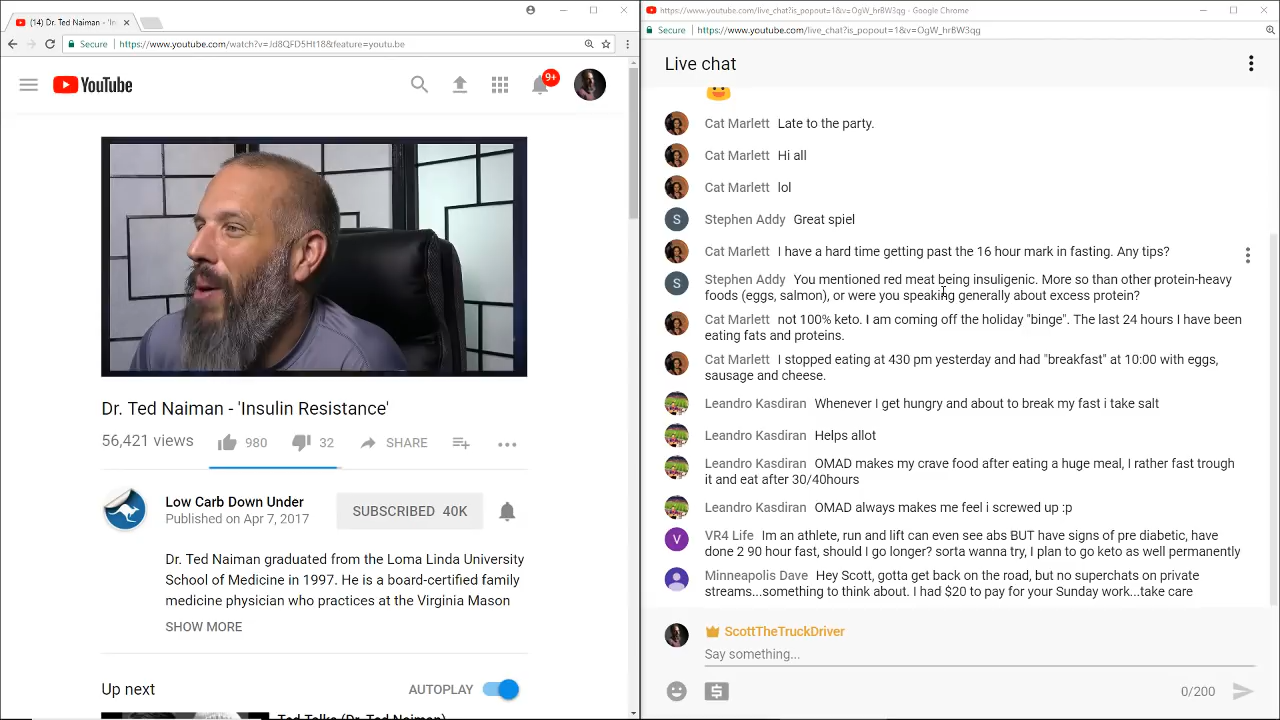 (14) Dr. Ted Naiman - 'In
Secure
https://www.youtube.com/watch?v=Jd8QFD5Ht18&feature=youtu.be
YouTube
9+
Dr. Ted Naiman - 'Insulin Resistance'
56,421 views
980
32
SHARE
Low Carb Down Under
Published on Apr 7, 2017
SUBSCRIBED 40K
Dr. Ted Naiman graduated from the Loma Linda University
School of Medicine in 1997. He is a board-certified family
medicine physician who practices at the Virginia Mason
SHOW MORE
Up next
AUTOPLAY
Ted Talks (Dr. Ted Naiman)
https://www.youtube.com/live_chat?is_popout=1&v=OgW_hrBW3qg - Google Chrome
Secure
https://www.youtube.com/live_chat?is_popout=1&v=OgW_hrBW3qg
Live chat
Cat Marlett Late to the party.
Cat Marlett Hi all
Cat Marlett lol
S Stephen Addy Great spiel
Cat Marlett I have a hard time getting past the 16 hour mark in fasting. Any tips?
S Stephen Addy You mentioned red meat being insuligenic. More so than other protein-heavy
foods (eggs, salmon), or were you speaking generally about excess protein?
Cat Marlett not 100% keto. I am coming off the holiday "binge". The last 24 hours I have been
eating fats and proteins.
Cat Marlett I stopped eating at 430 pm yesterday and had "breakfast" at 10:00 with eggs,
sausage and cheese.
Leandro Kasdiran Whenever I get hungry and about to break my fast i take salt
Leandro Kasdiran Helps allot
Leandro Kasdiran OMAD makes my crave food after eating a huge meal, I rather fast trough
it and eat after 30/40hours
Leandro Kasdiran OMAD always makes me feel i screwed up :p
V VR4 Life Im an athlete, run and lift can even see abs BUT have signs of pre diabetic, have
done 2 90 hour fast, should I go longer? sorta wanna try, I plan to go keto as well permanently
Minneapolis Dave Hey Scott, gotta get back on the road, but no superchats on private
streams...something to think about. I had $20 to pay for your Sunday work...take care
ScottTheTruckDriver
Say something...
0/200